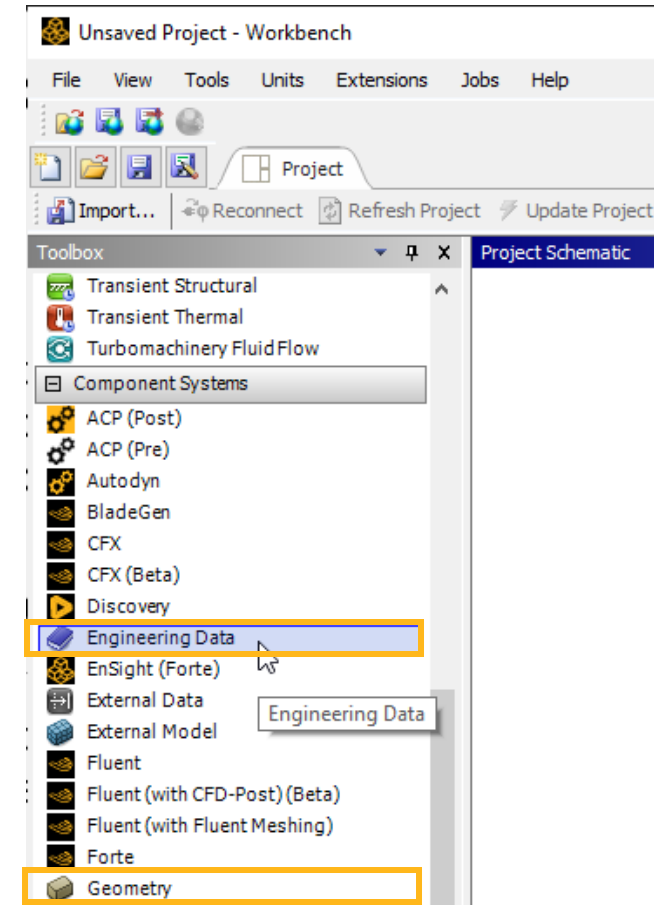 Unsaved Project - Workbench
File View Tools Units Extensions Jobs Help
Project
Import... Reconnect Refresh Project Update Project
Toolbox
Project Schematic
Transient Structural
Transient Thermal
Turbomachinery Fluid Flow
Component Systems
ACP (Post)
ACP (Pre)
Autodyn
BladeGen
CFX
CFX (Beta)
Discovery
Engineering Data
EnSight (Forte)
External Data
Engineering Data
External Model
Fluent
Fluent (with CFD-Post) (Beta)
Fluent (with Fluent Meshing)
Forte
Geometry